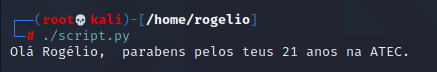 ┌──(root💀kali)-[/home/rogelio]
└─# ./script.py
Olá Rogélio,  parabens pelos teus 21 anos na ATEC.